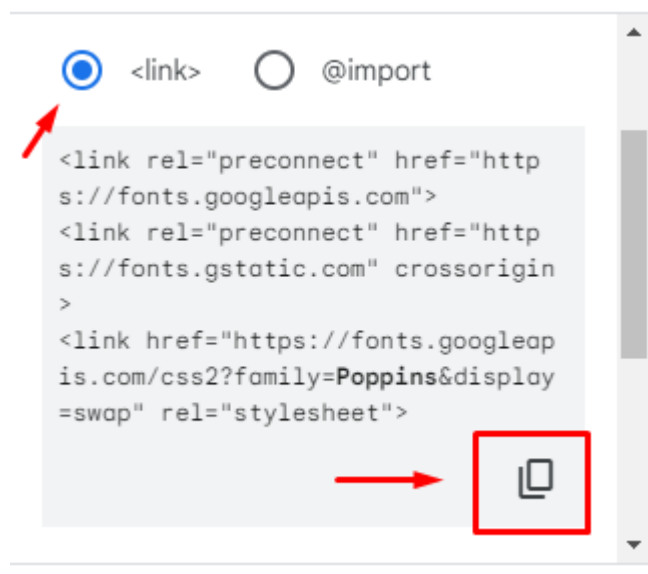 <link> @import
<link rel="preconnect" href="http
s://fonts.googleapis.com">
<link rel="preconnect" href="http
s://fonts.gstatic.com" crossorigin
>
<link href="https://fonts.googleap
is.com/css2?family=Poppins&display
=swap" rel="stylesheet">